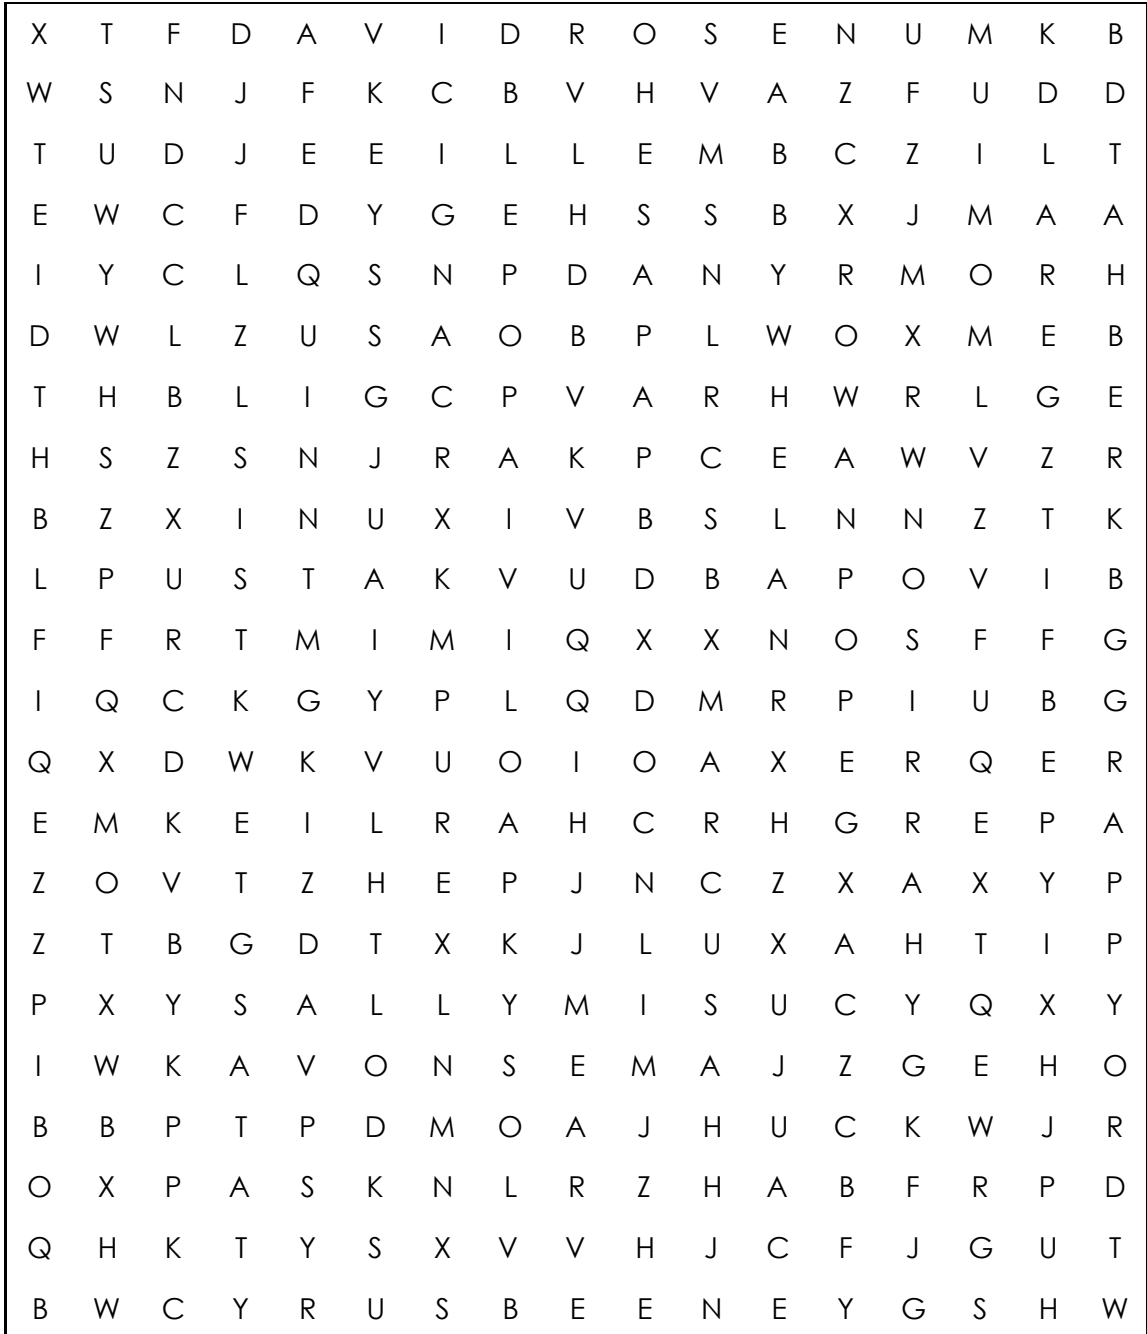 X T F D A V I D R O S E N U M K B
W S N J F K C B V H V A Z F U D D
T U D J E E I L L E M B C Z I L T
E W C F D Y G E H S S B X J M A A
I Y C L Q S N P D A N Y R M O R H
D W L Z U S A O B P L W O X M E B
T H B L I G C P V A R H W R L G E
H S Z S N J R A K P C E A W V Z R
B Z X I N U X I V B S L N N Z T K
L P U S T A K V U D B A P O V I B
F F R T M I M I Q X X N O S F F G
I Q C K G Y P L Q D M R P I U B G
Q X D W K V U O I O A X E R Q E R
E M K E I L R A H C R H G R E P A
Z O V T Z H E P J N C Z X A X Y P
Z T B G D T X K J L U X A H T I P
P X Y S A L L Y M I S U C Y Q X Y
I W K A V O N S E M A J Z G E H O
B B P T P D M O A J H U C K W J R
O X P A S K N L R Z H A B F R P D
Q H K T Y S X V V H J C F J G U T
B W C Y R U S B E E N E Y G S H W